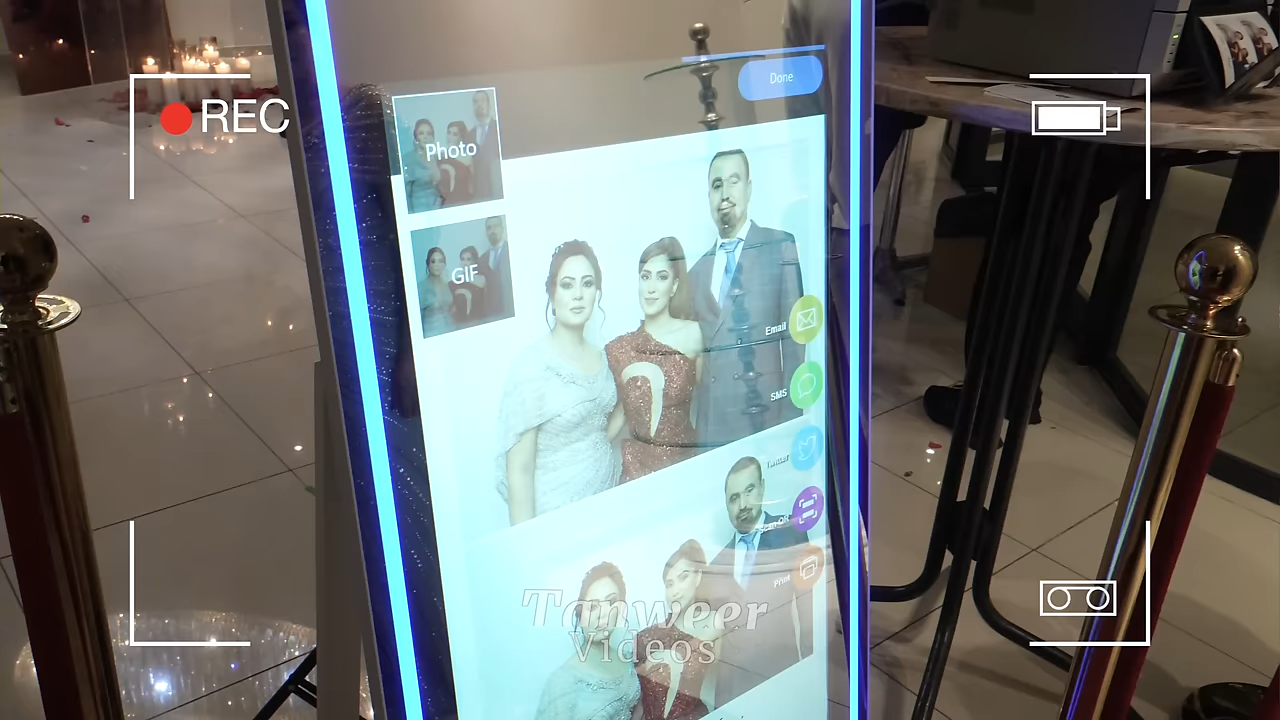 REC
Done
Photo
GIF
Email
SMS
Twitter
Print
Tanweer
Videos